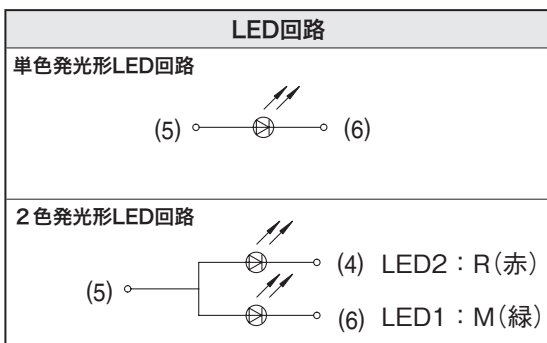 LED回路
単色発光形LED回路
(5) (6)
２色発光形LED回路
(4) LED2：R(赤)
(5)
(6) LED1：M(緑)